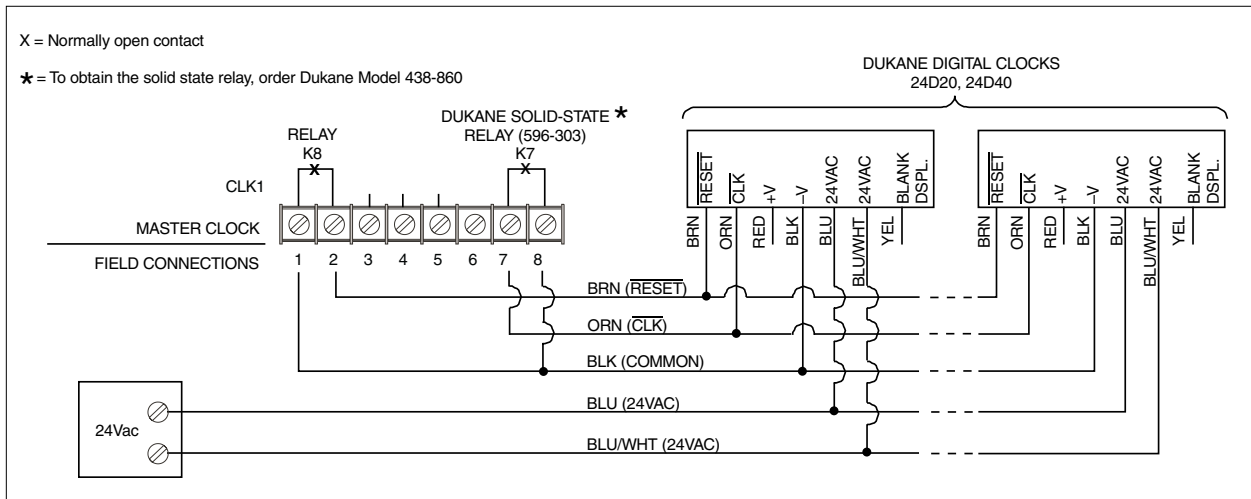 X = Normally open contact
* = To obtain the solid state relay, order Dukane Model 438-860
DUKANE DIGITAL CLOCKS
24D20, 24D40
DUKANE SOLID-STATE *
RELAY (596-303)
RELAY
K8
K7
X
X
CLK1
MASTER CLOCK
FIELD CONNECTIONS
1 2 3 4 5 6 7 8
RESET
CLK
+V
–V
24VAC
24VAC
BLANK
DSPL.
BRN
ORN
RED
BLK
BLU
BLU/WHT
YEL
RESET
CLK
+V
–V
24VAC
24VAC
BLANK
DSPL.
BRN
ORN
RED
BLK
BLU
BLU/WHT
YEL
BRN (RESET)
ORN (CLK)
BLK (COMMON)
BLU (24VAC)
BLU/WHT (24VAC)
24Vac